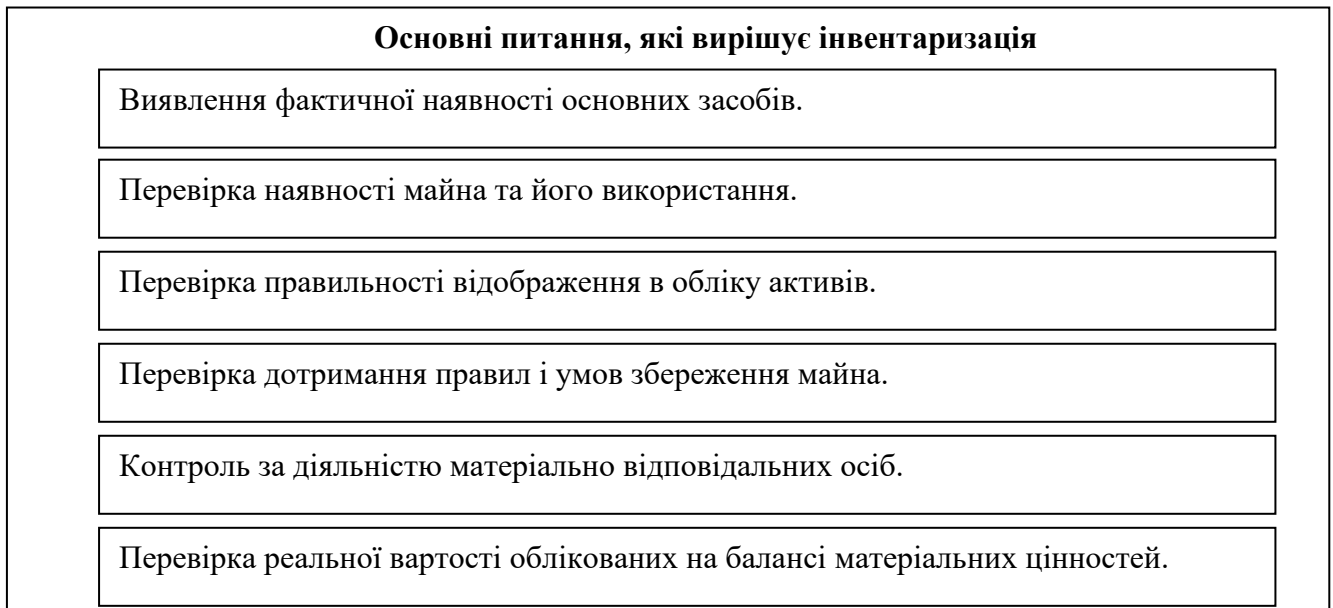 Основні питання, які вирішує інвентаризація
Виявлення фактичної наявності основних засобів.
Перевірка наявності майна та його використання.
Перевірка правильності відображення в обліку активів.
Перевірка дотримання правил і умов збереження майна.
Контроль за діяльністю матеріально відповідальних осіб.
Перевірка реальної вартості облікованих на балансі матеріальних цінностей.